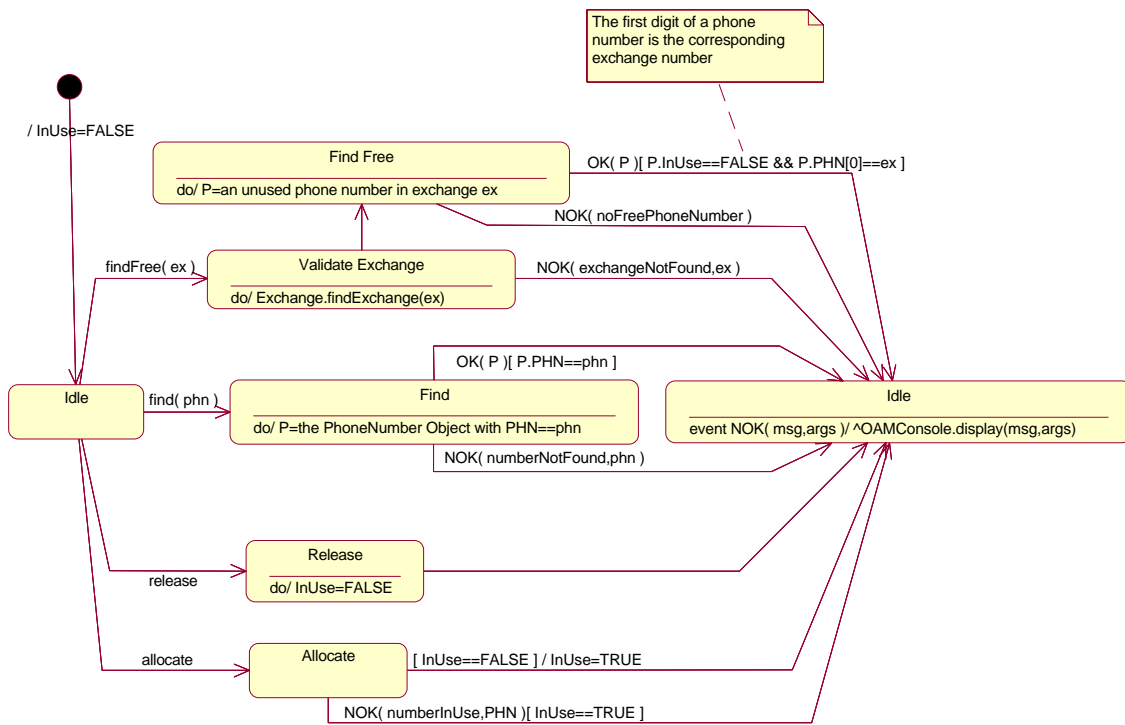 The first digit of a phone
number is the corresponding
exchange number
/ InUse=FALSE
Find Free
do/ P=an unused phone number in exchange ex
OK( P )[ P.InUse==FALSE && P.PHN[0]==ex ]
NOK( noFreePhoneNumber )
findFree( ex )
Validate Exchange
do/ Exchange.findExchange(ex)
NOK( exchangeNotFound,ex )
OK( P )[ P.PHN==phn ]
Idle
find( phn )
Find
do/ P=the PhoneNumber Object with PHN==phn
Idle
event NOK( msg,args )/ ^OAMConsole.display(msg,args)
NOK( numberNotFound,phn )
release
Release
do/ InUse=FALSE
allocate
Allocate
[ InUse==FALSE ] / InUse=TRUE
NOK( numberInUse,PHN )[ InUse==TRUE ]